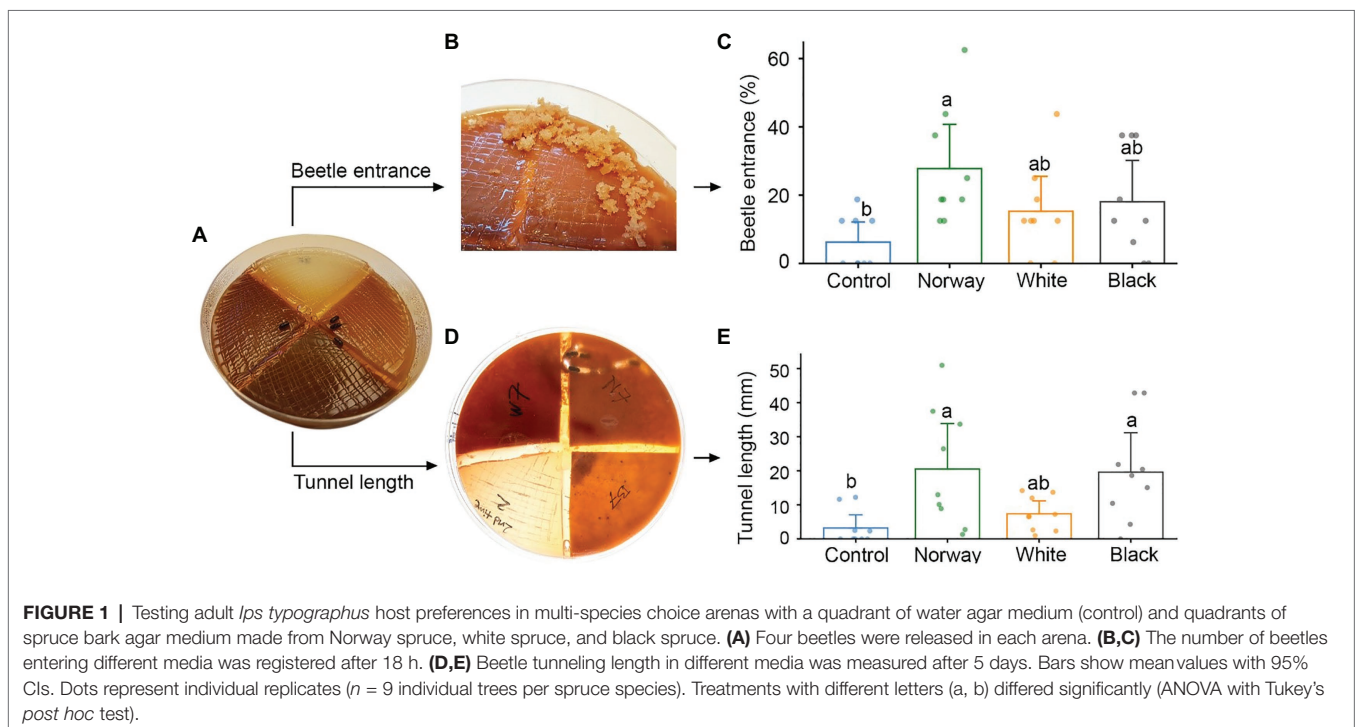 B
C
Beetle entrance
A
Tunnel length
Beetle entrance (%)
60
40
20
0
b
a
ab
ab
Control
Norway
White
Black
D
W7
N7
2nd time
E
Tunnel length (mm)
50
40
30
20
10
0
b
a
ab
a
Control
Norway
White
Black
FIGURE 1 | Testing adult Ips typographus host preferences in multi-species choice arenas with a quadrant of water agar medium (control) and quadrants of
spruce bark agar medium made from Norway spruce, white spruce, and black spruce. (A) Four beetles were released in each arena. (B,C) The number of beetles
entering different media was registered after 18 h. (D,E) Beetle tunneling length in different media was measured after 5 days. Bars show mean values with 95%
CIs. Dots represent individual replicates (n = 9 individual trees per spruce species). Treatments with different letters (a, b) differed significantly (ANOVA with Tukey's
post hoc test).